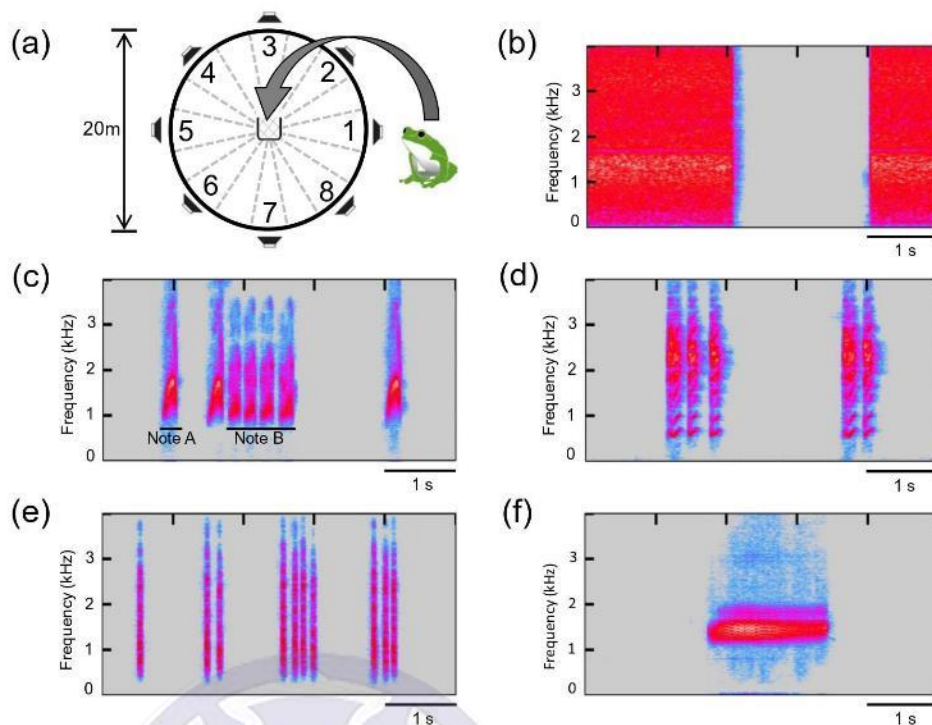 (a)
20m
3
4
2
5
1
6
8
7
(b)
Frequency (kHz)
3
2
1
0
1 s
(c)
Frequency (kHz)
3
2
1
0
Note A
Note B
1 s
(d)
Frequency (kHz)
3
2
1
0
1 s
(e)
Frequency (kHz)
3
2
1
0
1 s
(f)
Frequency (kHz)
3
2
1
0
1 s